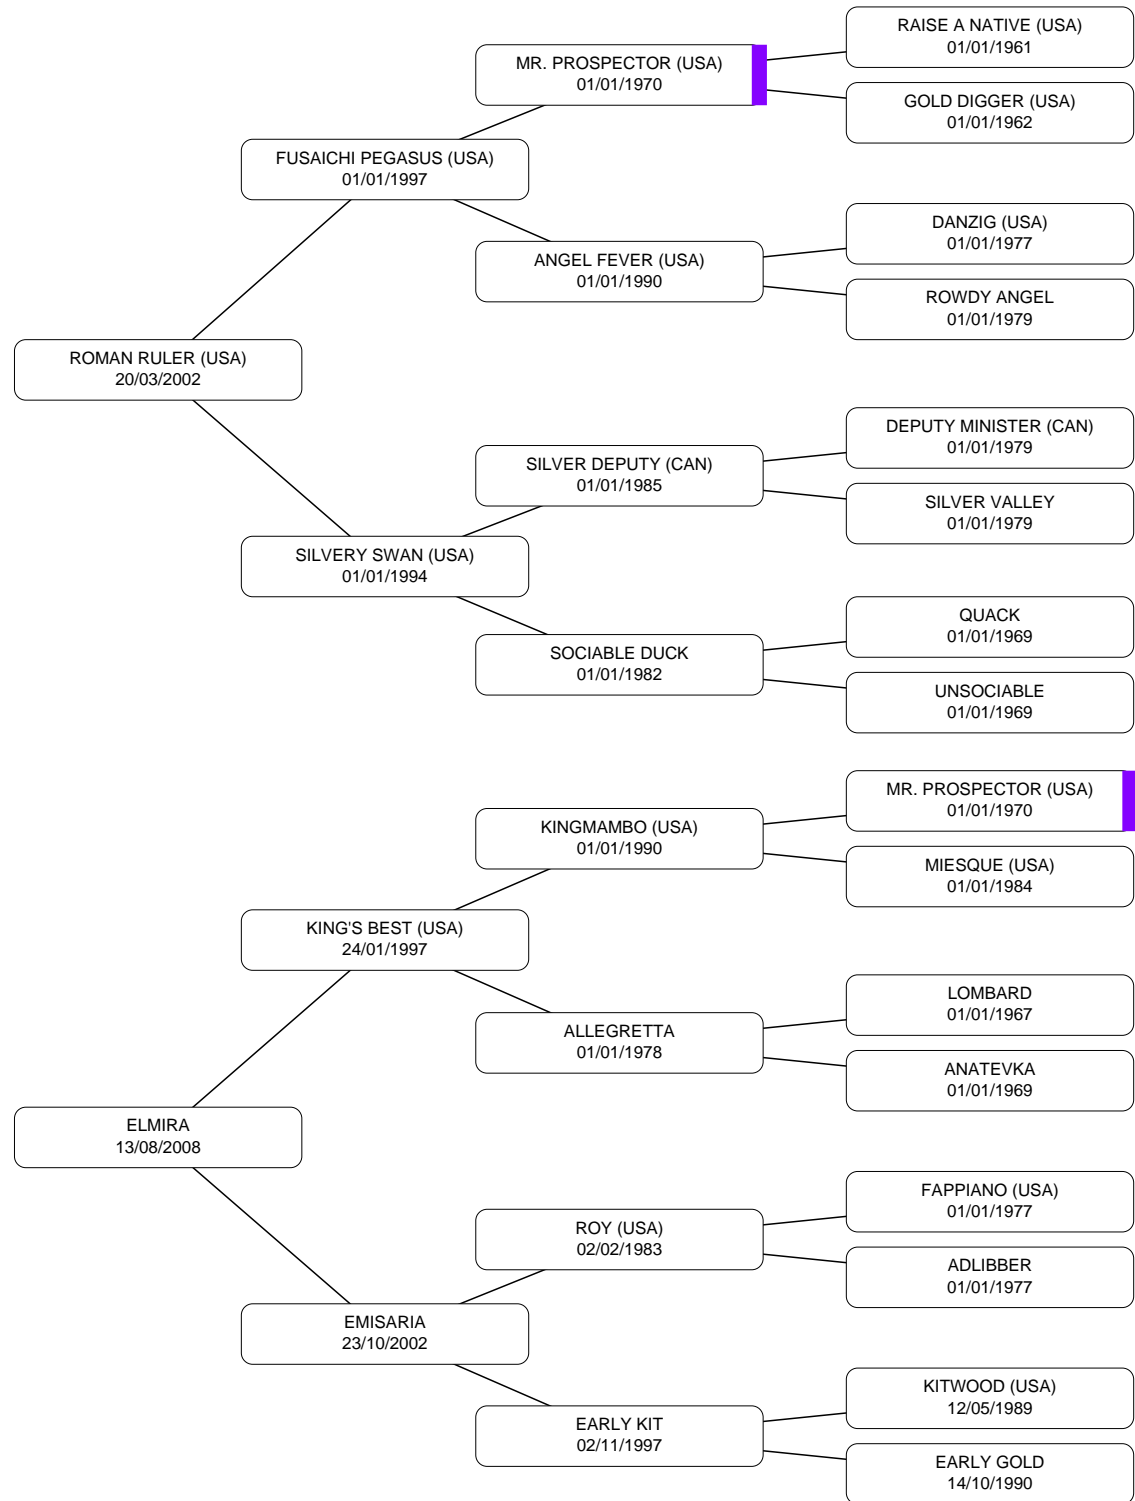 RAISE A NATIVE (USA)
01/01/1961
MR. PROSPECTOR (USA)
01/01/1970
GOLD DIGGER (USA)
01/01/1962
FUSAICHI PEGASUS (USA)
01/01/1997
DANZIG (USA)
01/01/1977
ANGEL FEVER (USA)
01/01/1990
ROWDY ANGEL
01/01/1979
ROMAN RULER (USA)
20/03/2002
DEPUTY MINISTER (CAN)
01/01/1979
SILVER DEPUTY (CAN)
01/01/1985
SILVER VALLEY
01/01/1979
SILVERY SWAN (USA)
01/01/1994
QUACK
01/01/1969
SOCIABLE DUCK
01/01/1982
UNSOCIABLE
01/01/1969
MR. PROSPECTOR (USA)
01/01/1970
KINGMAMBO (USA)
01/01/1990
MIESQUE (USA)
01/01/1984
KING'S BEST (USA)
24/01/1997
LOMBARD
01/01/1967
ALLEGRETTA
01/01/1978
ANATEVKA
01/01/1969
ELMIRA
13/08/2008
FAPPIANO (USA)
01/01/1977
ROY (USA)
02/02/1983
ADLIBBER
01/01/1977
EMISARIA
23/10/2002
KITWOOD (USA)
12/05/1989
EARLY KIT
02/11/1997
EARLY GOLD
14/10/1990